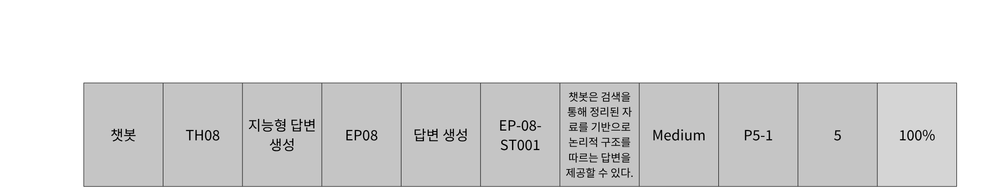 챗봇
TH08
지능형 답변
생성
EP08
답변 생성
EP-08-
ST001
챗봇은 검색을
통해 정리된 자
료를 기반으로
논리적 구조를
따르는 답변을
제공할 수 있다.
Medium
P5-1
5
100%